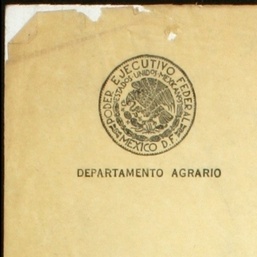 PODER EJECUTIVO FEDERAL
ESTADOS UNIDOS MEXICANOS
MEXICO D.F.
DEPARTAMENTO AGRARIO